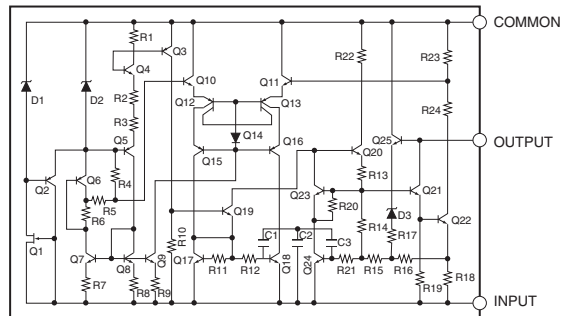 COMMON
R1
Q3
R22
R23
Q4
Q10
Q11
D1
D2
R2
Q12
Q13
R24
R3
Q14
OUTPUT
Q5
Q16
Q25
Q15
Q20
Q2
Q6
R4
R13
R5
Q23
Q21
R6
Q19
R20
D3
Q22
R10
C1
C2
C3
R14
R17
Q1
Q7
Q8
Q9
Q17
R11
R12
Q18
Q24
R21
R15
R16
R18
R7
R8
R9
R19
INPUT